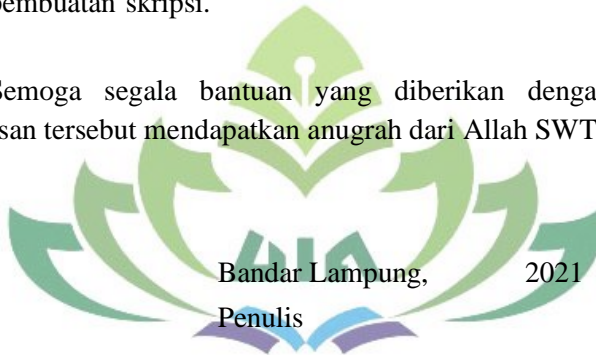 pembuatan skripsi.
Semoga segala bantuan yang diberikan denga
san tersebut mendapatkan anugrah dari Allah SWT
Bandar Lampung, 2021
Penulis